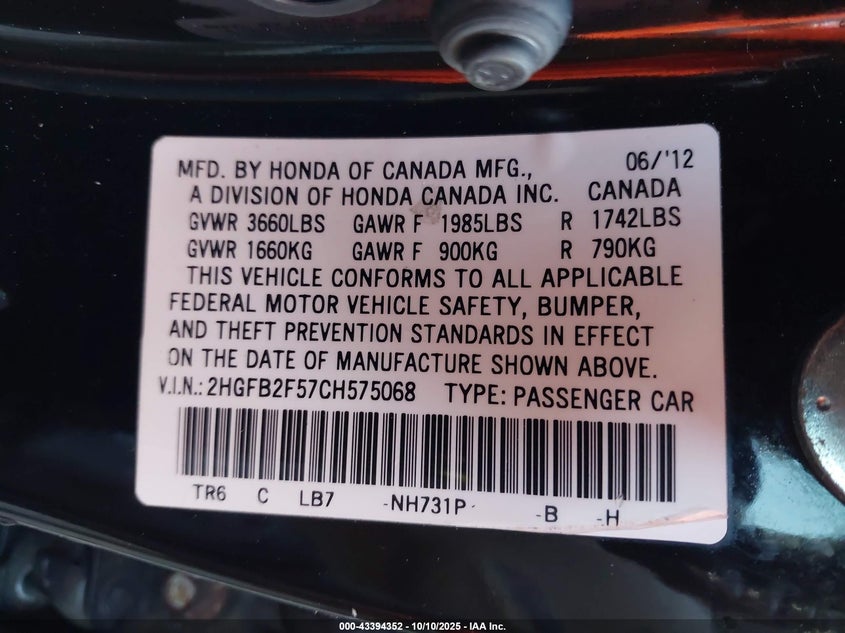 MFD. BY HONDA OF CANADA MFG., 06/'12
A DIVISION OF HONDA CANADA INC. CANADA
GVWR 3660LBS GAWR F 1985LBS R 1742LBS
GVWR 1660KG GAWR F 900KG R 790KG
THIS VEHICLE CONFORMS TO ALL APPLICABLE
FEDERAL MOTOR VEHICLE SAFETY, BUMPER,
AND THEFT PREVENTION STANDARDS IN EFFECT
ON THE DATE OF MANUFACTURE SHOWN ABOVE.
V.I.N.: 2HGFB2F57CH575068 TYPE: PASSENGER CAR
TR6 C LB7 -NH731P- -B -H
000-43394352 | 10/10/2025 - IAA Inc.